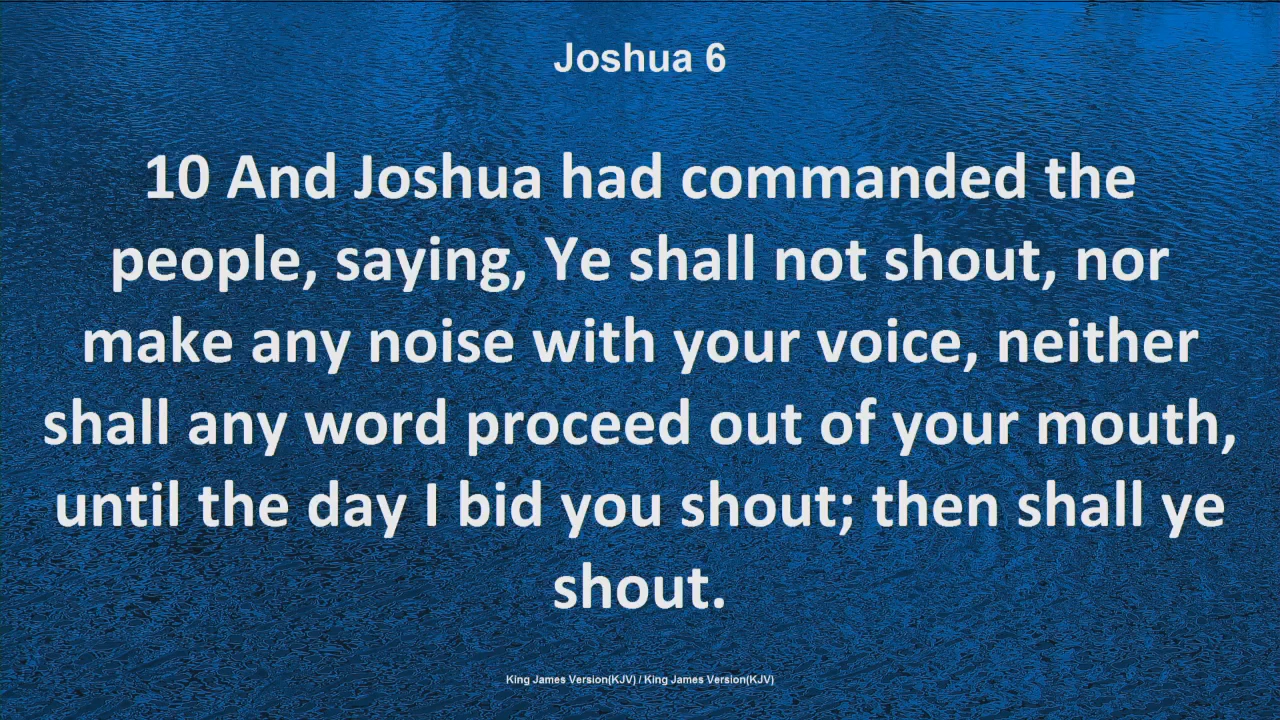 Joshua 6
10 And Joshua had commanded the
people, saying, Ye shall not shout, nor
make any noise with your voice, neither
shall any word proceed out of your mouth,
until the day I bid you shout; then shall ye
shout.
King James Version(KJV) / King James Version(KJV)